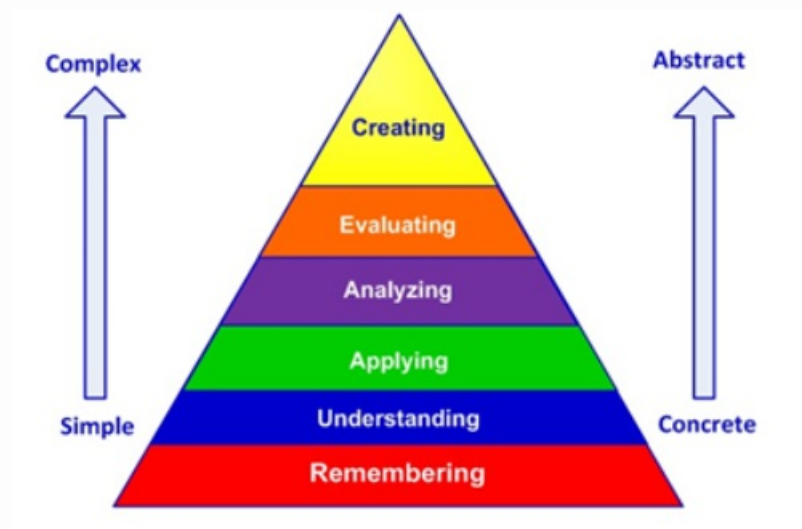 Complex
Abstract
Creating
Evaluating
Analyzing
Applying
Understanding
Simple
Concrete
Remembering